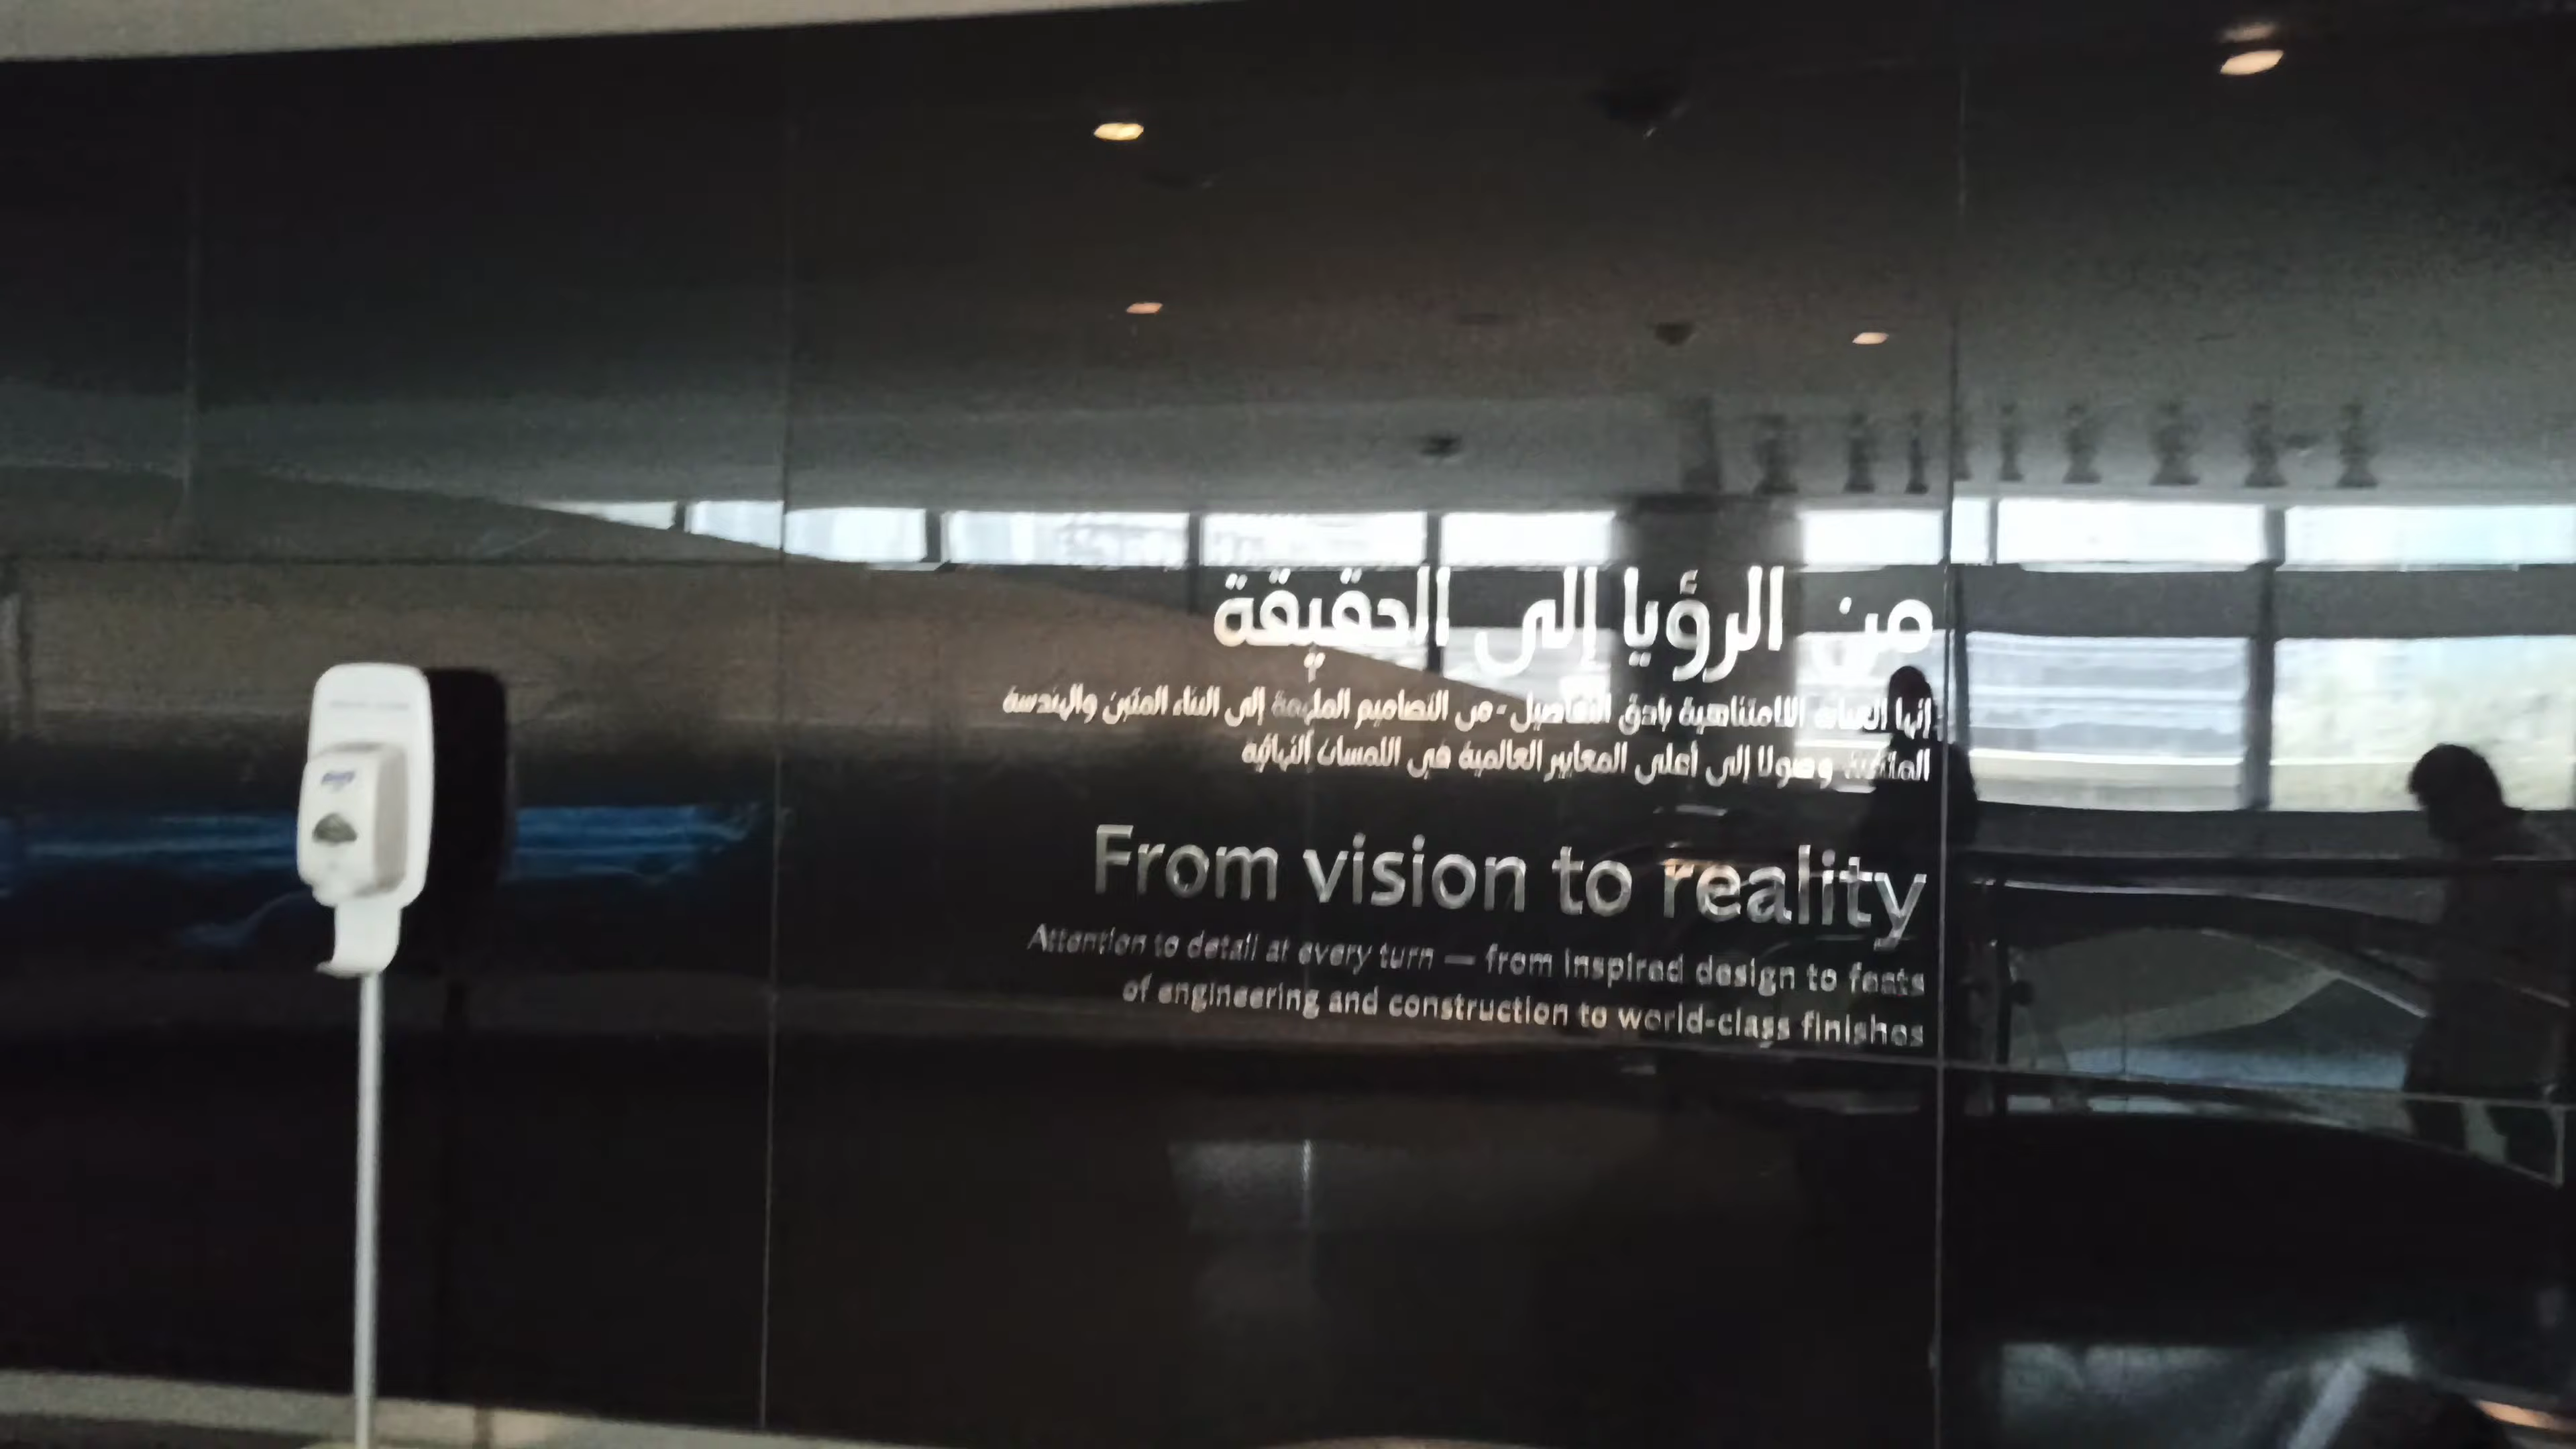 من الرؤيا إلى الحقيقة
إنها العناية اللامتناهية بأدق التفاصيل - من التصاميم الملهمة إلى البناء المتين والهندسة
المتقنة وصولا إلى أعلى المعايير العالمية في اللمسات النهائية
From vision to reality
Attention to detail at every turn — from inspired design to feats
of engineering and construction to world-class finishes